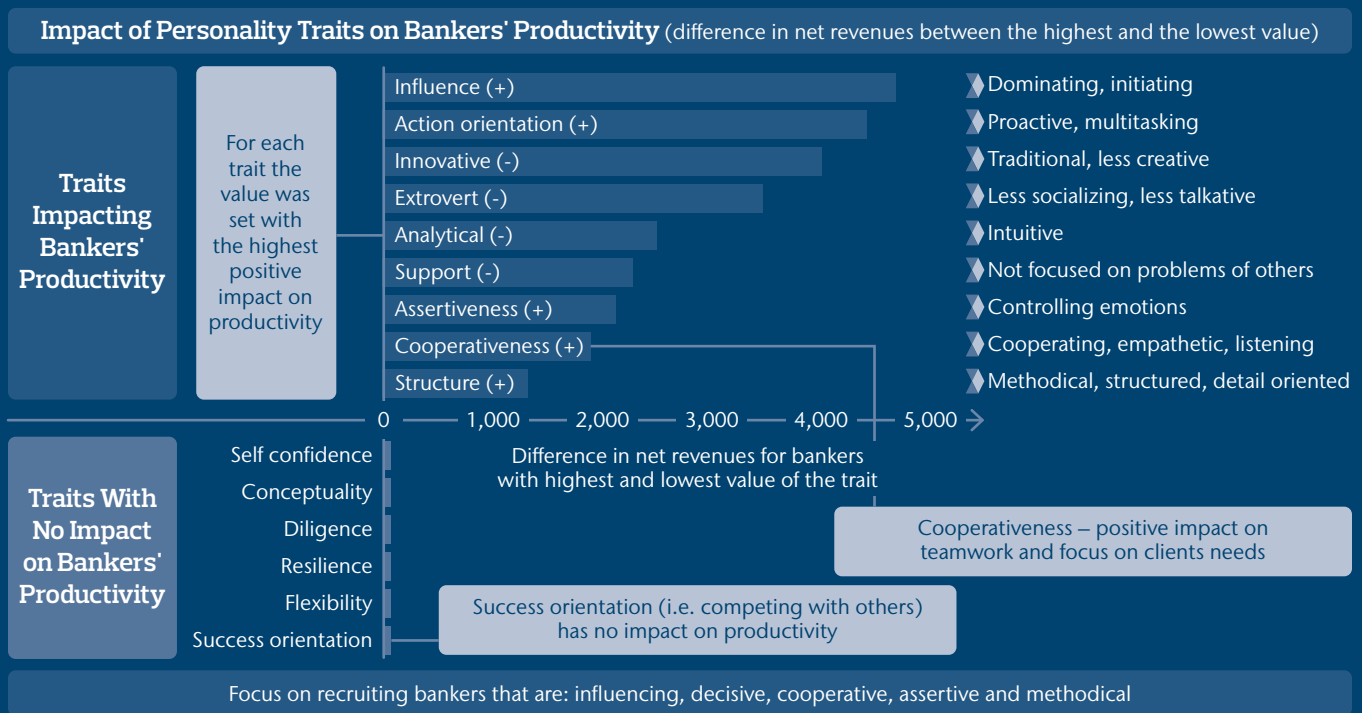 Impact of Personality Traits on Bankers' Productivity (difference in net revenues between the highest and the lowest value)
Traits
Impacting
Bankers'
Productivity
For each
trait the
value was
set with
the highest
positive
impact on
productivity
Influence (+)
Dominating, initiating
Action orientation (+)
Proactive, multitasking
Innovative (-)
Traditional, less creative
Extrovert (-)
Less socializing, less talkative
Analytical (-)
Intuitive
Support (-)
Not focused on problems of others
Assertiveness (+)
Controlling emotions
Cooperativeness (+)
Cooperating, empathetic, listening
Structure (+)
Methodical, structured, detail oriented
0 1,000 2,000 3,000 4,000 5,000
Difference in net revenues for bankers
with highest and lowest value of the trait
Traits With
No Impact
on Bankers'
Productivity
Self confidence
Conceptuality
Diligence
Resilience
Flexibility
Success orientation
Cooperativeness – positive impact on
teamwork and focus on clients needs
Success orientation (i.e. competing with others)
has no impact on productivity
Focus on recruiting bankers that are: influencing, decisive, cooperative, assertive and methodical